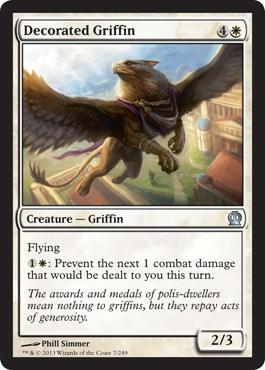 Decorated Griffin 4
Creature — Griffin
Flying
1: Prevent the next 1 combat damage
that would be dealt to you this turn.
The awards and medals of polis-dwellers
mean nothing to griffins, but they repay acts
of generosity.
Phill Simmer
™ & © 2013 Wizards of the Coast 7/249
2/3